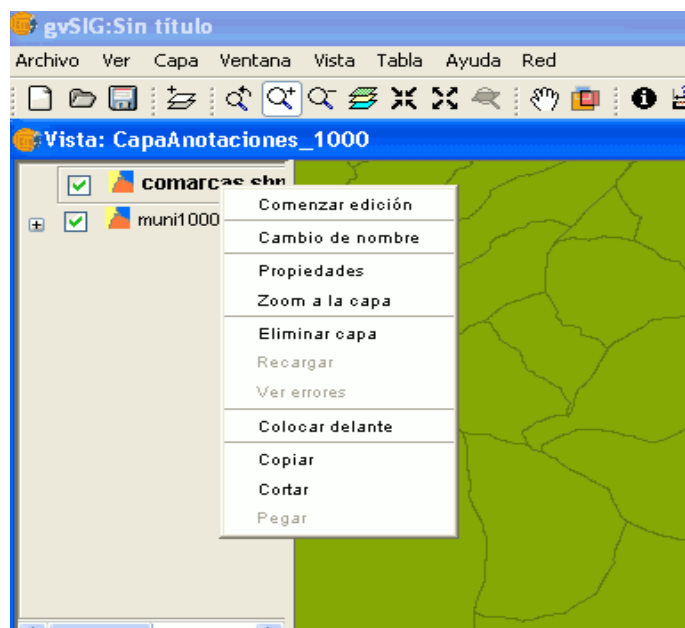 gvSIG:Sin título
Archivo Ver Capa Ventana Vista Tabla Ayuda Red
Vista: CapaAnotaciones_1000
comarcas.shp
muni1000
Comenzar edición
Cambio de nombre
Propiedades
Zoom a la capa
Eliminar capa
Recargar
Ver errores
Colocar delante
Copiar
Cortar
Pegar